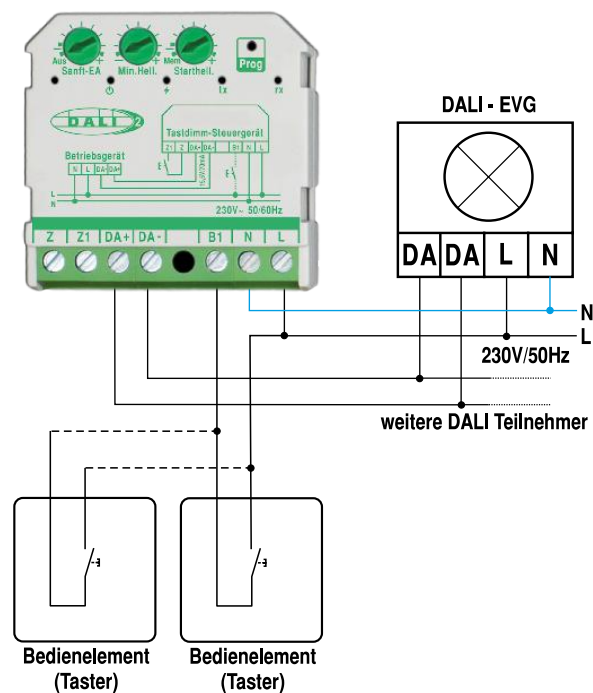 Aus
Sanft-EA
+
-
Min.Hell.
+
Mem
Starthell.
+
Prog
+
tx
rx
DALI 2
Tastdimm-Steuergerät
Z1 Z DA+ DA- B1 N L
Betriebsgerät
N L DA+ DA+
L
N
230V~ 50/60Hz
Z Z1 DA+ DA- B1 N L
DALI - EVG
DA DA L N
N
L
230V/50Hz
weitere DALI Teilnehmer
Bedienelement
(Taster)
Bedienelement
(Taster)